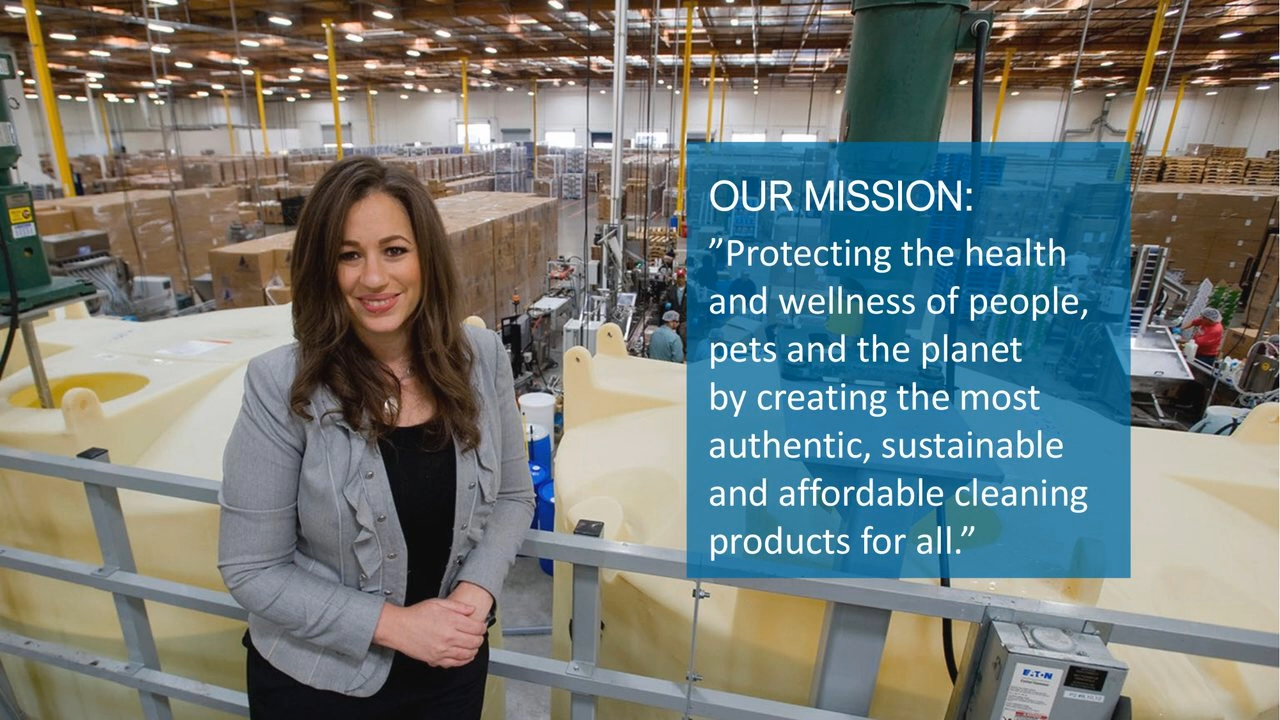 OUR MISSION:
”Protecting the health
and wellness of people,
pets and the planet
by creating the most
authentic, sustainable
and affordable cleaning
products for all.”
EATON